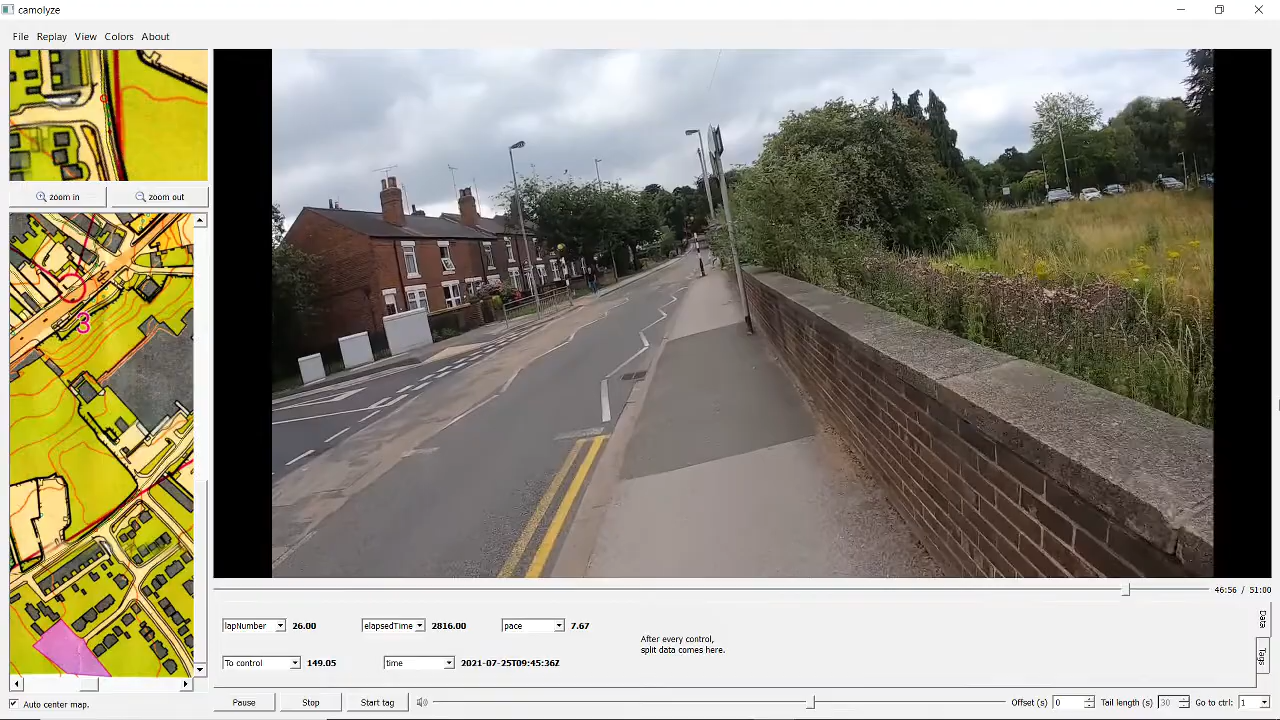 camolyze
File Replay View Colors About
zoom in zoom out
3
46:56 / 51:00
lapNumber 26.00 elapsedTime 2816.00 pace 7.67
To control 149.05 time 2021-07-25T09:45:36Z
After every control,
split data comes here.
Data
Tags
Auto center map.
Pause Stop Start tag Offset (s) 0 Tail length (s) 30 Go to ctrl: 1